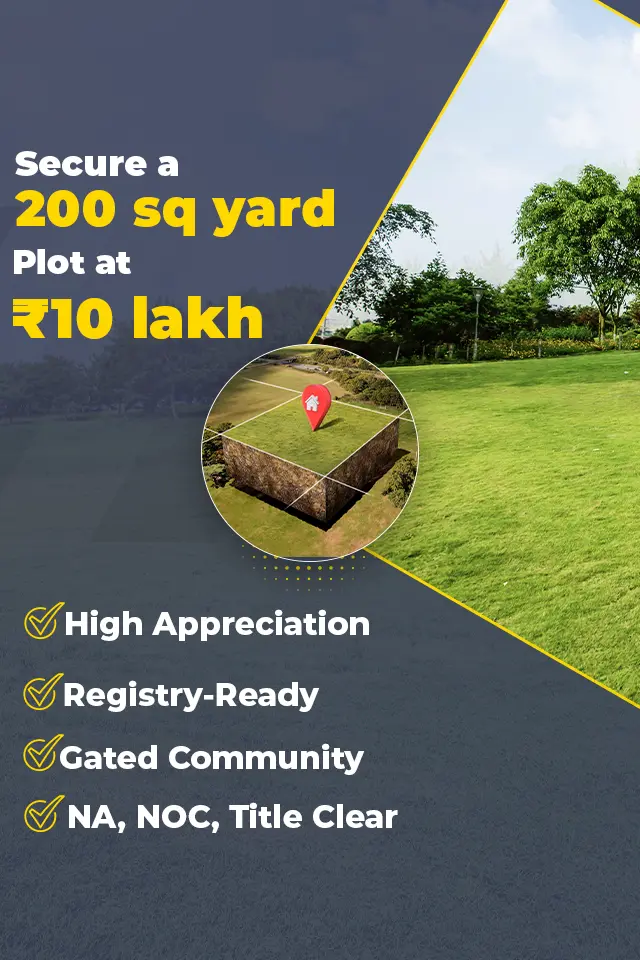 Secure a
200 sq yard
Plot at
₹10 lakh
High Appreciation
Registry-Ready
Gated Community
NA, NOC, Title Clear